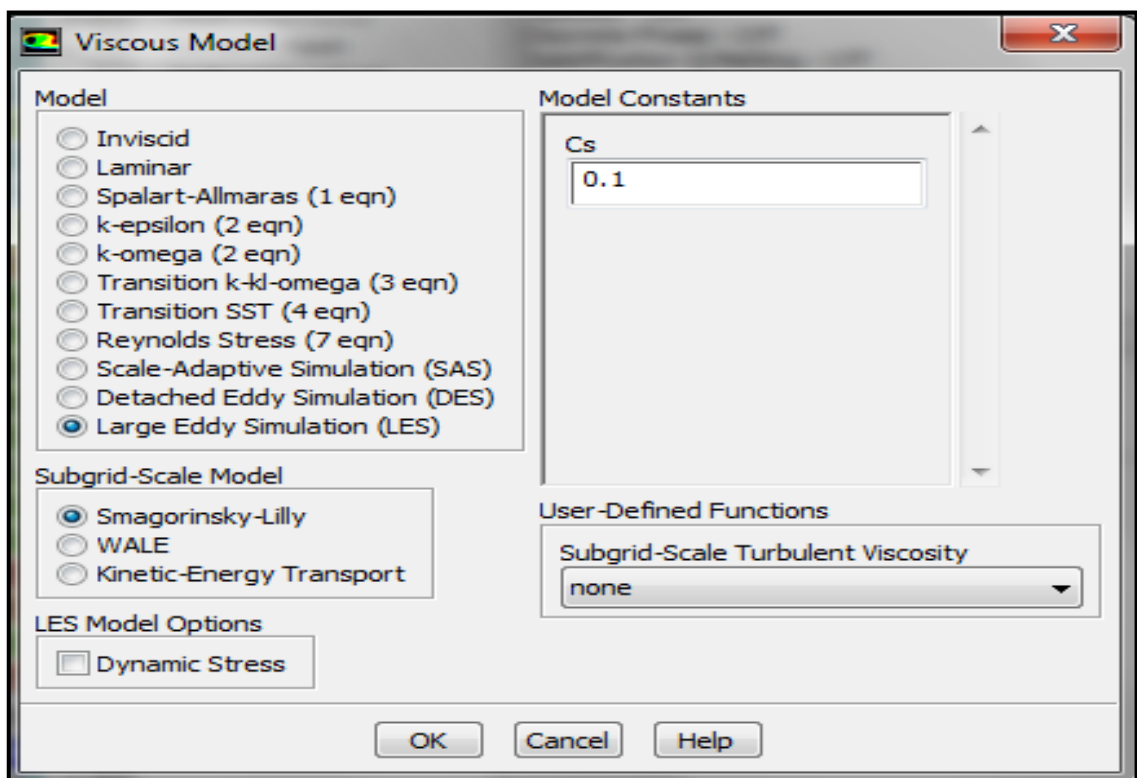 Viscous Model
Model
Inviscid
Laminar
Spalart-Allmaras (1 eqn)
k-epsilon (2 eqn)
k-omega (2 eqn)
Transition k-kl-omega (3 eqn)
Transition SST (4 eqn)
Reynolds Stress (7 eqn)
Scale-Adaptive Simulation (SAS)
Detached Eddy Simulation (DES)
Large Eddy Simulation (LES)
Subgrid-Scale Model
Smagorinsky-Lilly
WALE
Kinetic-Energy Transport
LES Model Options
Dynamic Stress
Model Constants
Cs
0.1
User-Defined Functions
Subgrid-Scale Turbulent Viscosity
none
OK
Cancel
Help